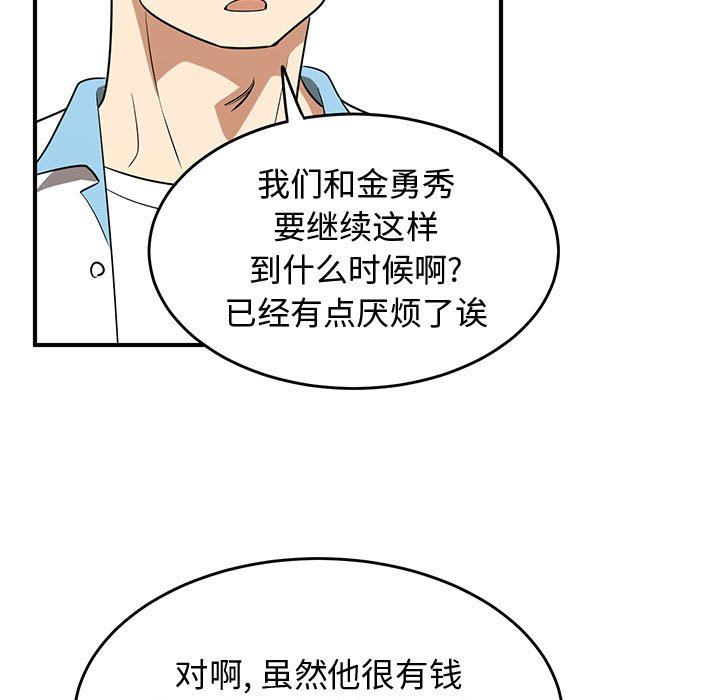 我们和金勇秀
要继续这样
到什么时候啊?
已经有点厌烦了诶
对啊, 虽然他很有钱